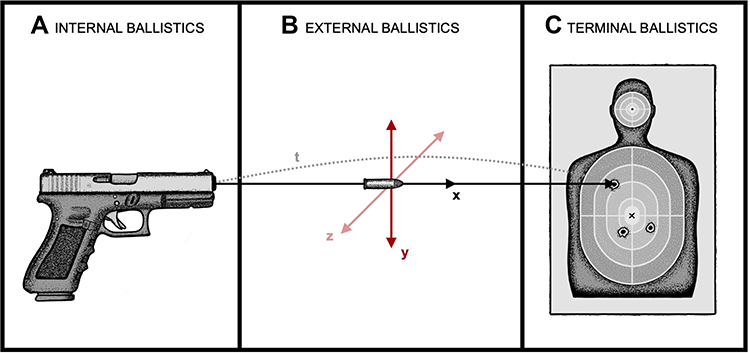 A INTERNAL BALLISTICS
B EXTERNAL BALLISTICS
C TERMINAL BALLISTICS
t
x
z
y